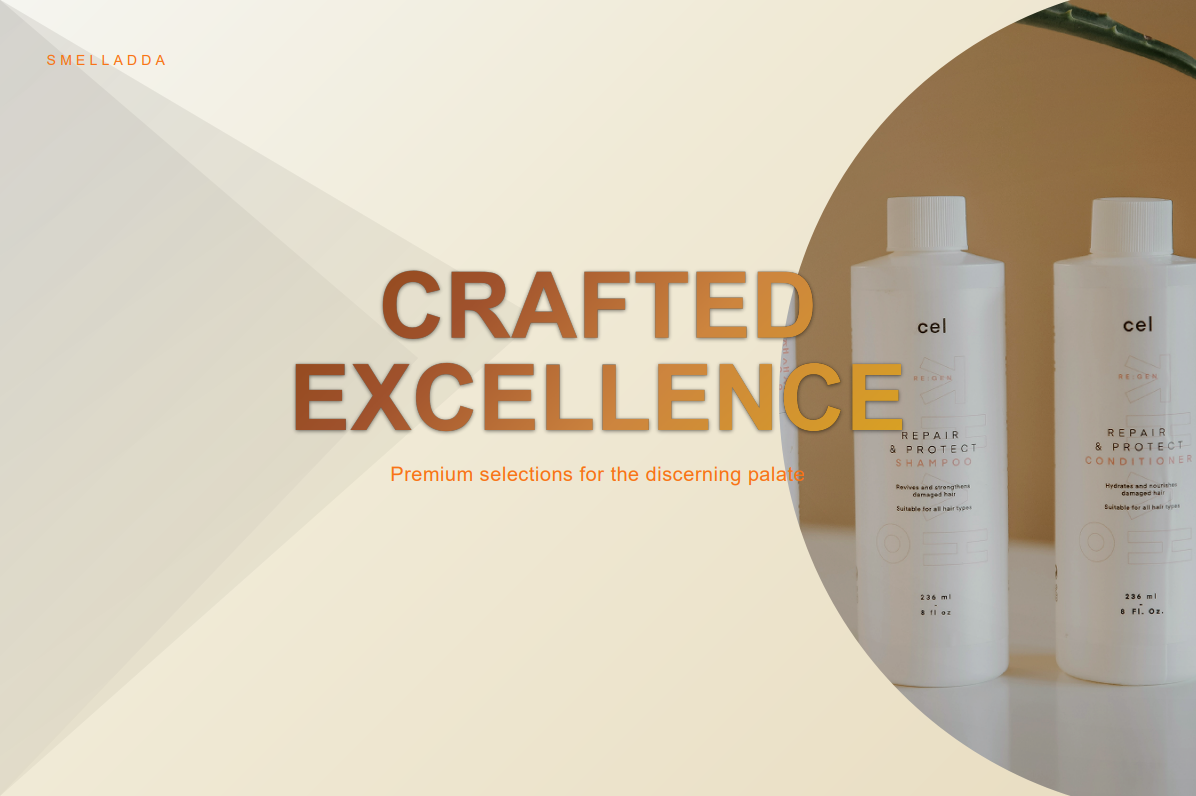 SMELLADDA
CRAFTED
EXCELLENCE
Premium selections for the discerning palate
cel
RE:GEN
REPAIR
& PROTECT
SHAMPOO
Revives and strengthens
damaged hair
Suitable for all hair types
236 ml
-
8 fl oz
cel
RE:GEN
REPAIR
& PROTECT
CONDITIONER
Hydrates and nourishes
damaged hair
Suitable for all hair types
236 ml
-
8 Fl. Oz.